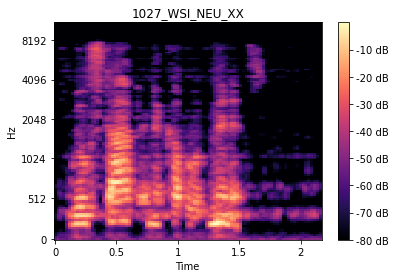 1027_WSI_NEU_XX
8192
4096
2048
1024
512
0
Hz
0
0.5
1
1.5
2
Time
-10 dB
-20 dB
-30 dB
-40 dB
-50 dB
-60 dB
-70 dB
-80 dB